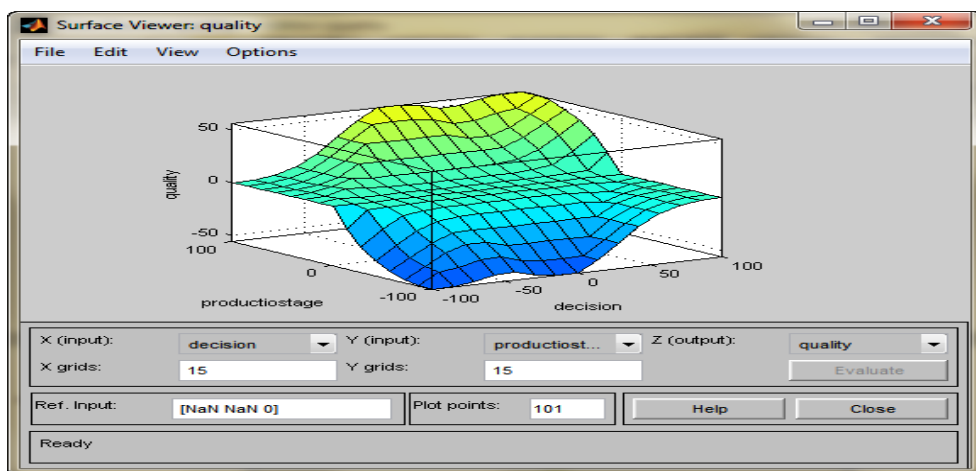 Surface Viewer: quality
File Edit View Options
50
0
-50
quality
100
0
-100
productiostage
-100
-50
0
50
100
decision
X (input): decision Y (input): productiost... Z (output): quality
X grids: 15 Y grids: 15 Evaluate
Ref. Input: [NaN NaN 0] Plot points: 101 Help Close
Ready